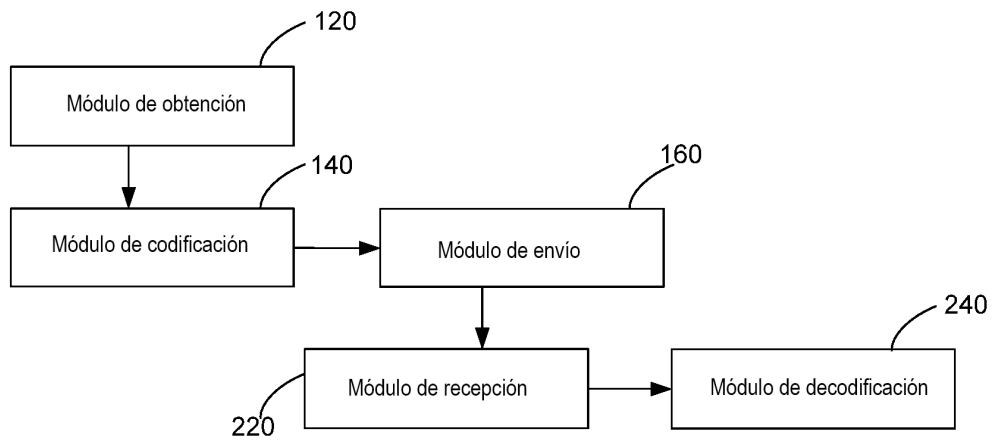 120
Módulo de obtención
140
Módulo de codificación
160
Módulo de envío
240
Módulo de recepción
Módulo de decodificación
220